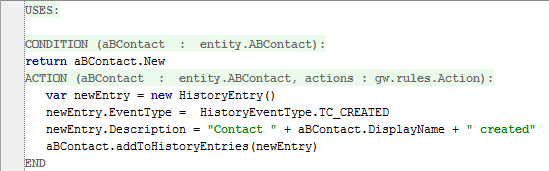 USES:
CONDITION (aBContact : entity.ABContact):
return aBContact.New
ACTION (aBContact : entity.ABContact, actions : gw.rules.Action):
var newEntry = new HistoryEntry()
newEntry.EventType = HistoryEventType.TC_CREATED
newEntry.Description = "Contact " + aBContact.DisplayName + " created"
aBContact.addToHistoryEntries(newEntry)
END